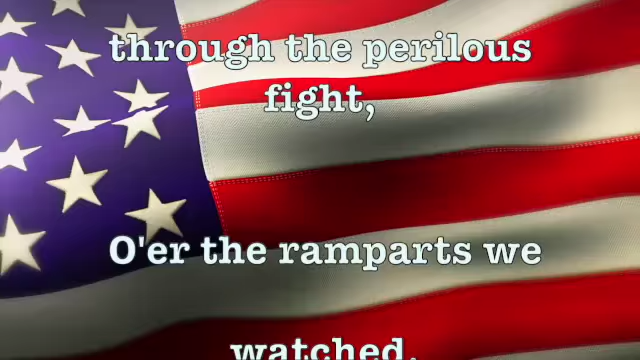 through the perilous
fight,
O'er the ramparts we
watched,